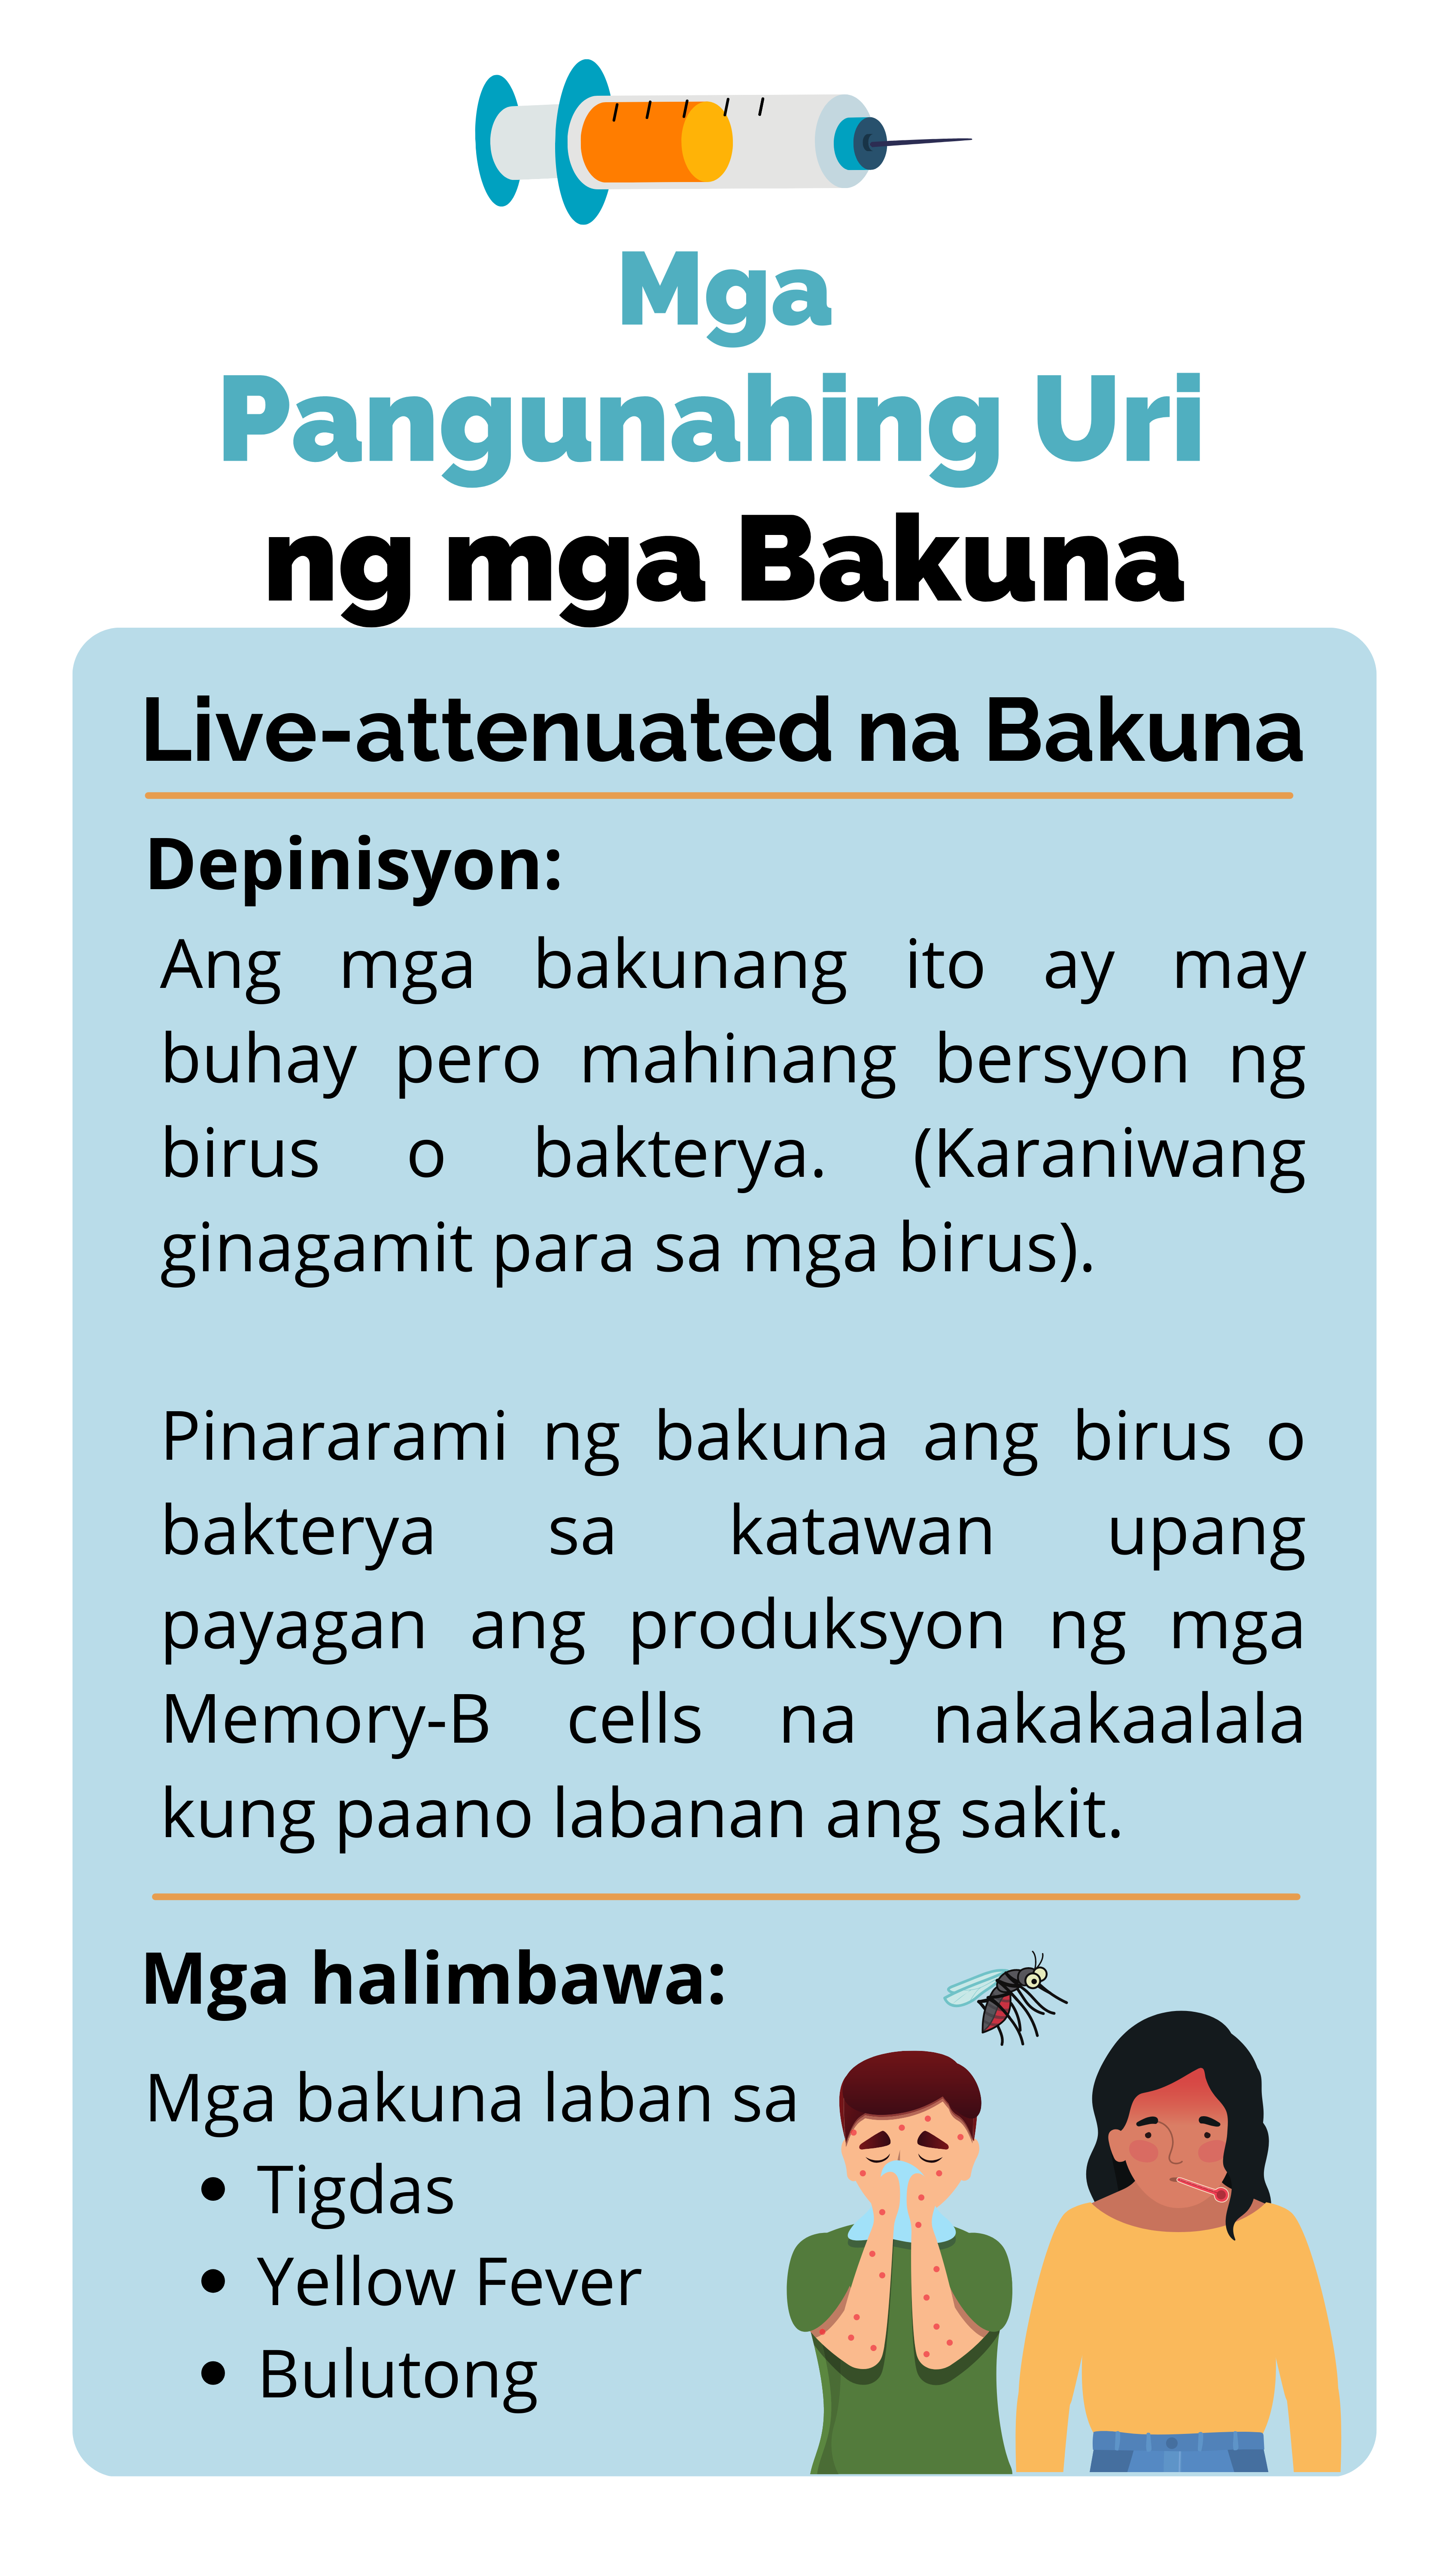 Mga
Pangunahing Uri
ng mga Bakuna
Live-attenuated na Bakuna
Depinisyon:
Ang mga bakunang ito ay may
buhay pero mahinang bersyon ng
birus o bakterya. (Karaniwang
ginagamit para sa mga birus).
Pinararami ng bakuna ang birus o
bakterya sa katawan upang
payagan ang produksyon ng mga
Memory-B cells na nakakaalala
kung paano labanan ang sakit.
Mga halimbawa:
Mga bakuna laban sa
• Tigdas
• Yellow Fever
• Bulutong